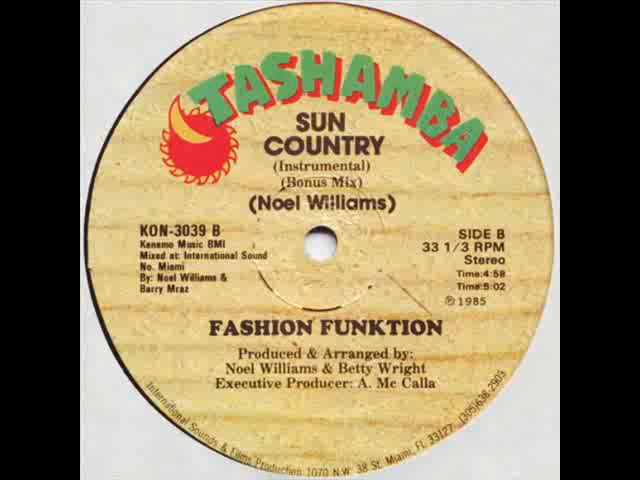 TASHAMBA
SUN
COUNTRY
(Instrumental)
(Bonus Mix)
(Noel Williams)
KON-3039 B
Kenemo Music BMI
Mixed at: International Sound
No. Miami
By: Noel Williams &
Barry Mraz
SIDE B
33 1/3 RPM
Stereo
Time:4:58
Time:5:02
℗1985
FASHION FUNKTION
Produced & Arranged by:
Noel Williams & Betty Wright
Executive Producer: A. Mc Calla
International Sounds & Films Production 1070 N.W. 38 St. Miami, FL 33127 (305)638-2903